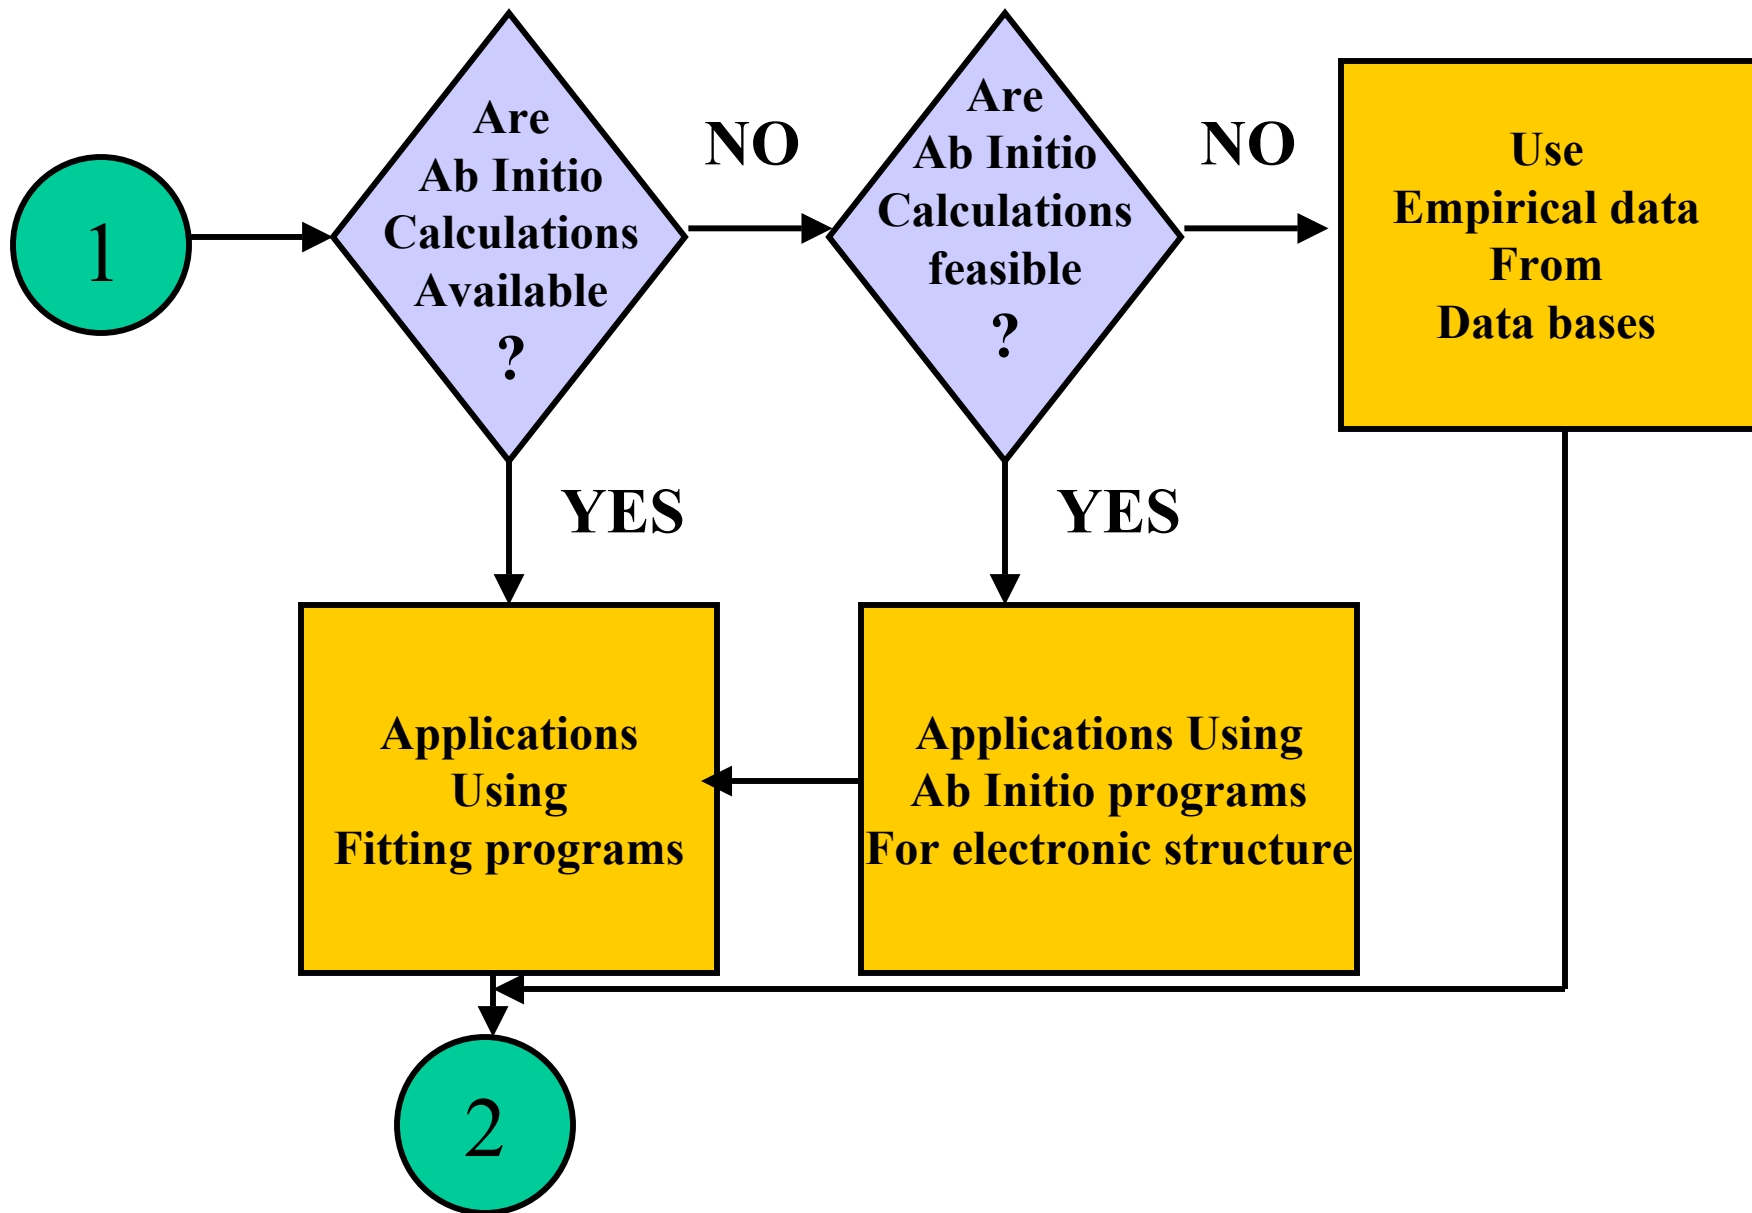 1
Are
Ab Initio
Calculations
Available
?
NO
Are
Ab Initio
Calculations
feasible
?
NO
Use
Empirical data
From
Data bases
YES
YES
Applications
Using
Fitting programs
Applications Using
Ab Initio programs
For electronic structure
2